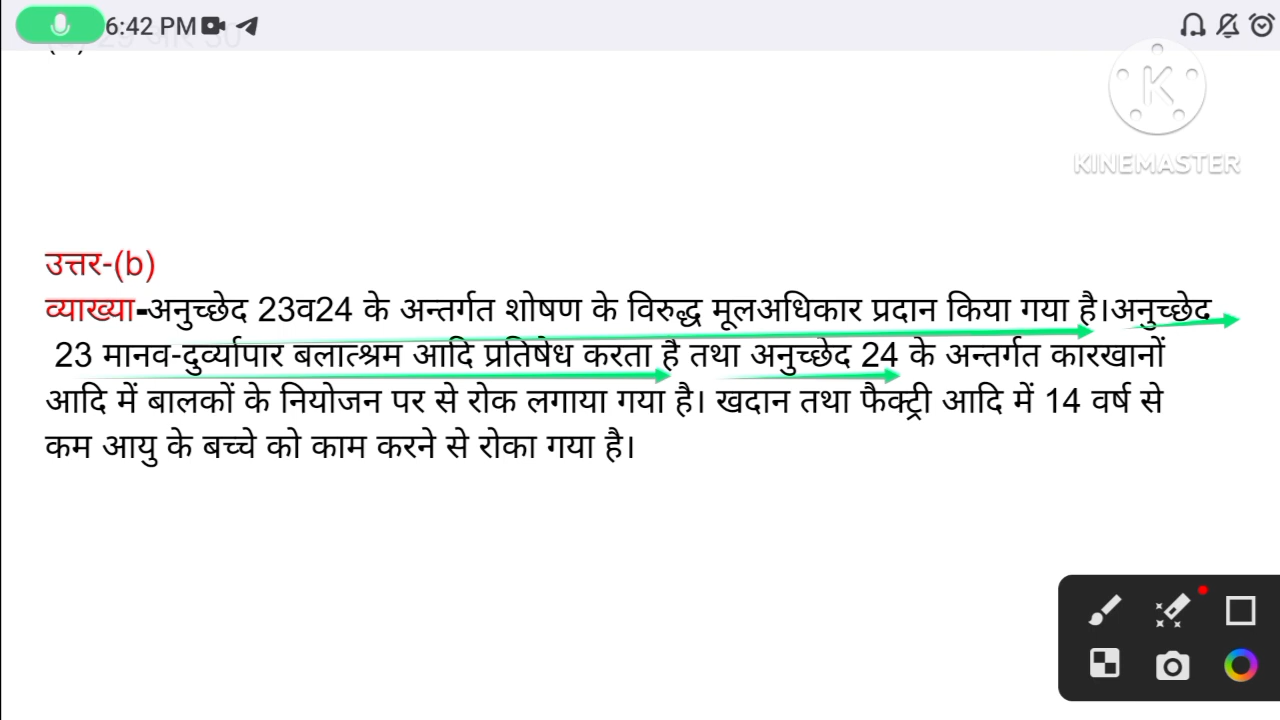 6:42 PM
K
KINEMASTER
उत्तर-(b)
व्याख्या-अनुच्छेद 23व24 के अन्तर्गत शोषण के विरुद्ध मूलअधिकार प्रदान किया गया है।अनुच्छेद
23 मानव-दुर्व्यापार बलात्श्रम आदि प्रतिषेध करता है तथा अनुच्छेद 24 के अन्तर्गत कारखानों
आदि में बालकों के नियोजन पर से रोक लगाया गया है। खदान तथा फैक्ट्री आदि में 14 वर्ष से
कम आयु के बच्चे को काम करने से रोका गया है।